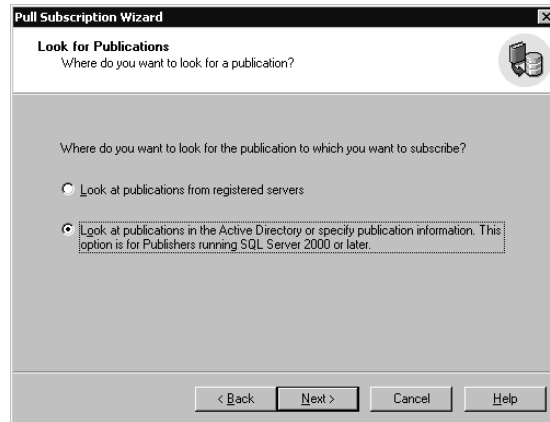 Pull Subscription Wizard
Look for Publications
Where do you want to look for a publication?
Where do you want to look for the publication to which you want to subscribe?
Look at publications from registered servers
Look at publications in the Active Directory or specify publication information. This
option is for Publishers running SQL Server 2000 or later.
< Back Next > Cancel Help